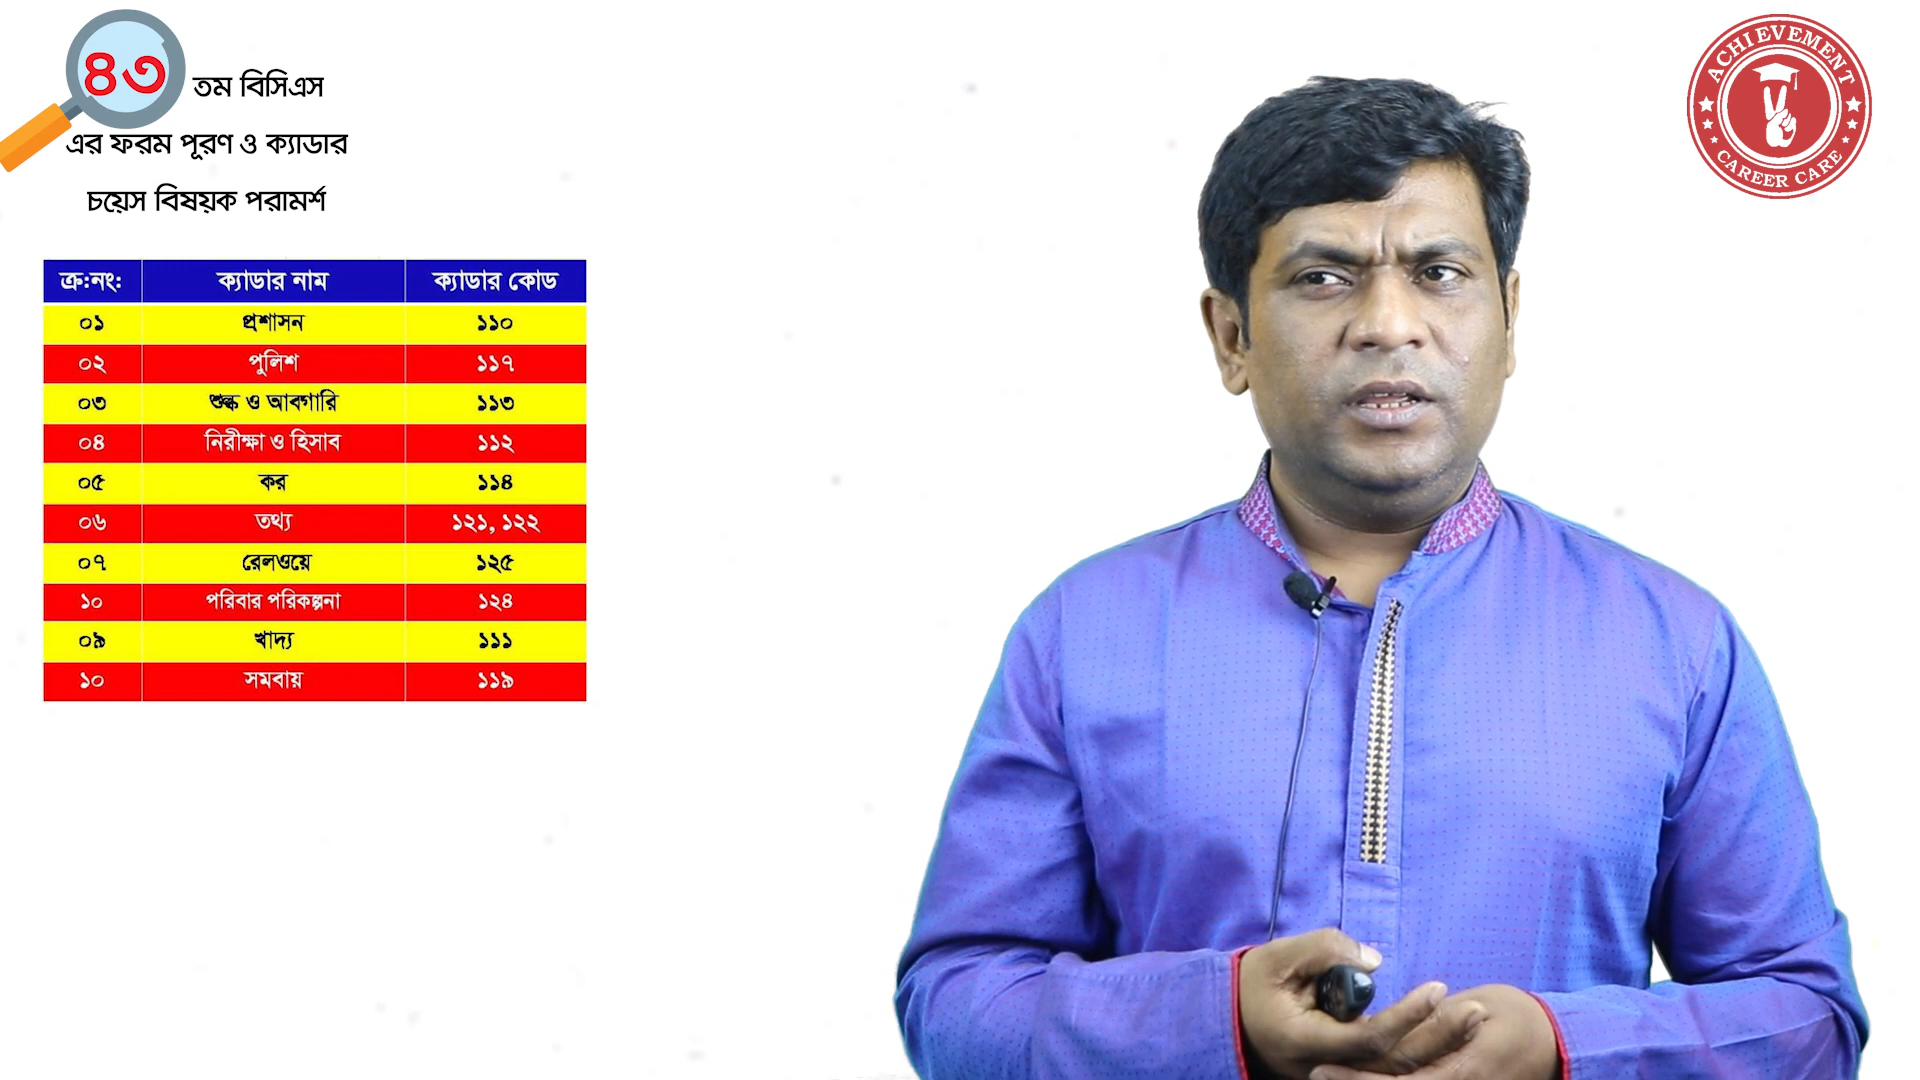 ৪৩ তম বিসিএস
এর ফরম পূরণ ও ক্যাডার
চয়েস বিষয়ক পরামর্শ
ক্র:নং: ক্যাডার নাম ক্যাডার কোড
০১ প্রশাসন ১১০
০২ পুলিশ ১১৭
০৩ শুল্ক ও আবগারি ১১৩
০৪ নিরীক্ষা ও হিসাব ১১২
০৫ কর ১১৪
০৬ তথ্য ১২১, ১২২
০৭ রেলওয়ে ১২৫
১০ পরিবার পরিকল্পনা ১২৪
০৯ খাদ্য ১১১
১০ সমবায় ১১৯
ACHIEVEMENT
CAREER CARE